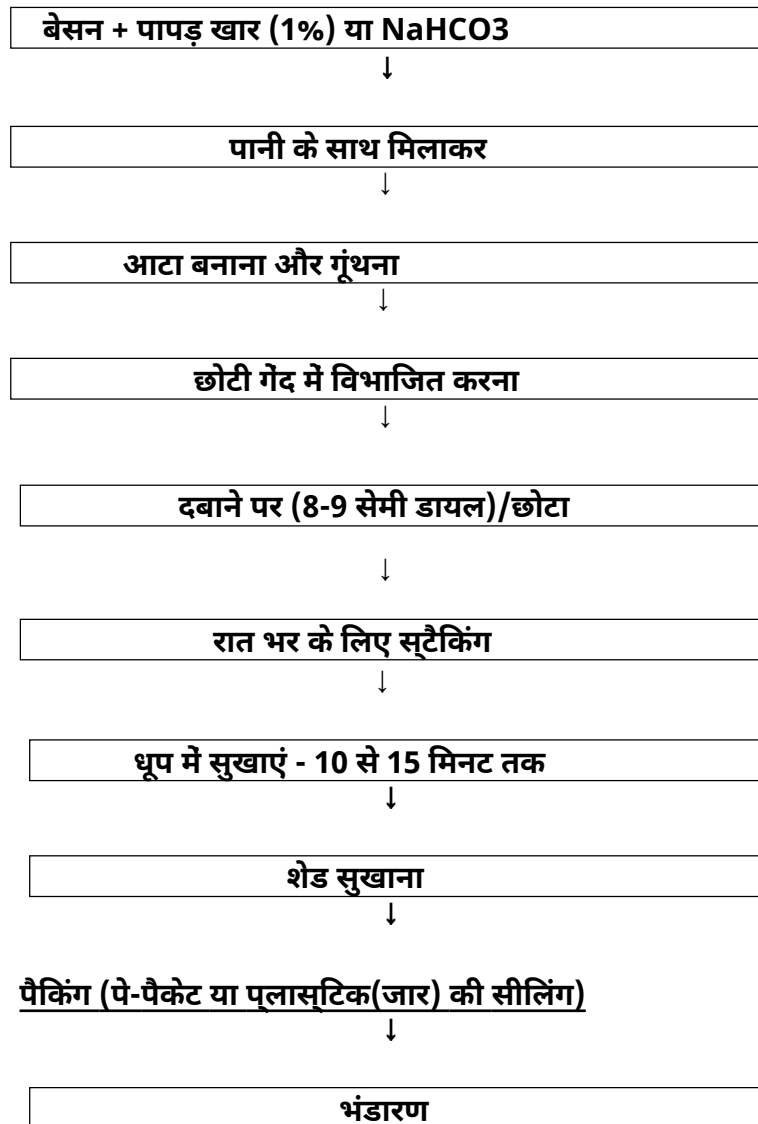 बेसन + पापड़ खार (1%) या NaHCO3
↓
पानी के साथ मिलाकर
↓
आटा बनाना और गूंथना
↓
छोटी गेंद में विभाजित करना
↓
दबाने पर (8-9 सेमी डायल)/छोटा
↓
रात भर के लिए स्टैकिंग
↓
धूप में सुखाएं - 10 से 15 मिनट तक
↓
शेड सुखाना
↓
पैकिंग (पे-पैकेट या प्लास्टिक(जार) की सीलिंग)
↓
भंडारण